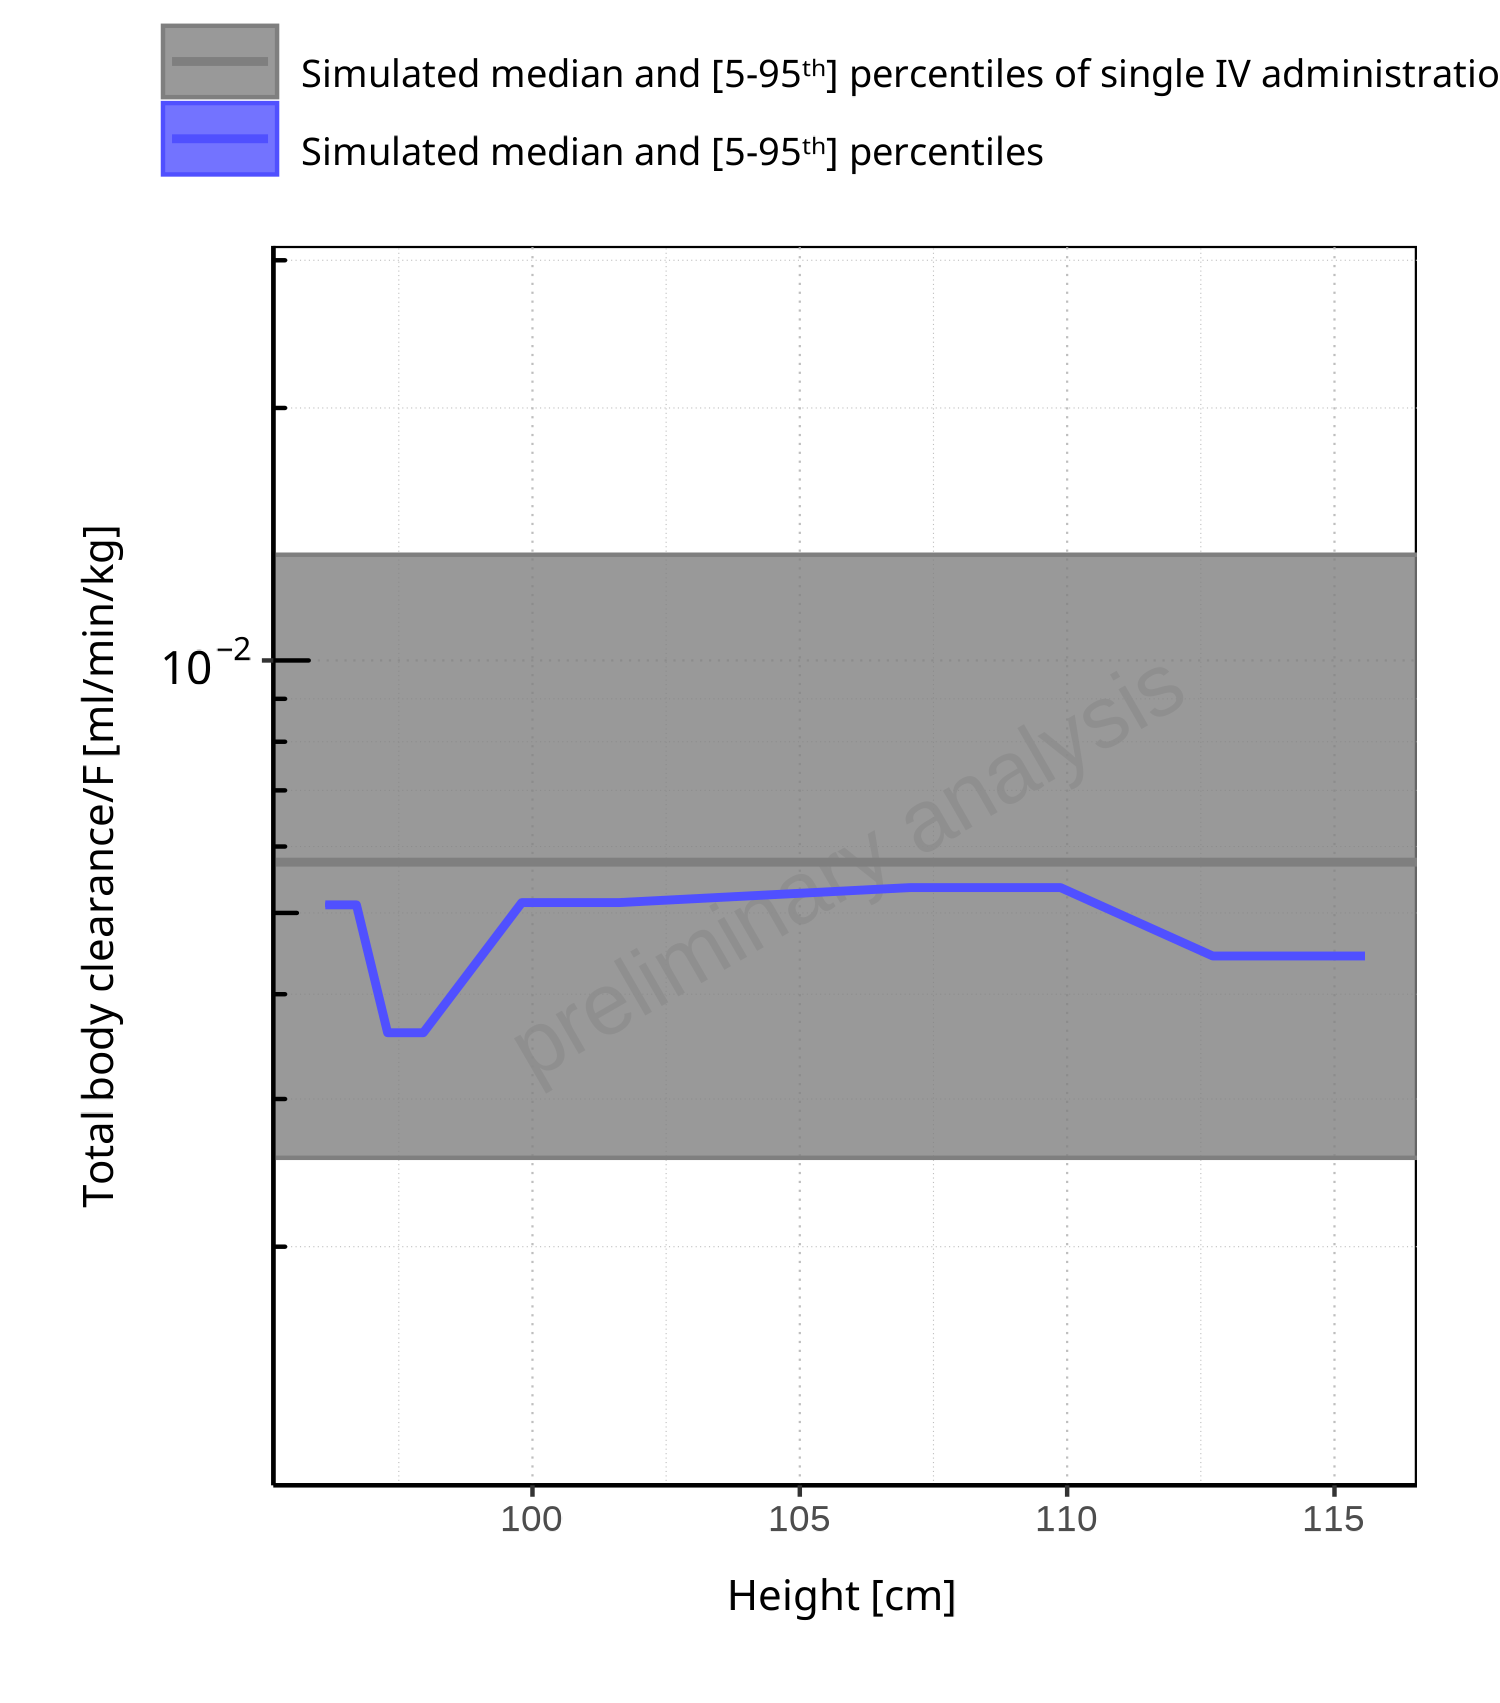 Simulated median and [5-95th] percentiles of single IV administratio
Simulated median and [5-95th] percentiles
Total body clearance/F [ml/min/kg]
10−2
preliminary analysis
100 105 110 115
Height [cm]